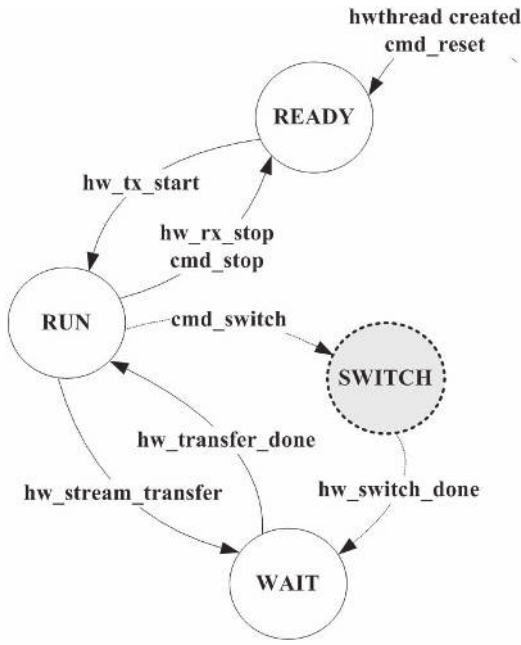 hwthread created
cmd_reset
READY
hw_tx_start
hw_rx_stop
cmd_stop
RUN
cmd_switch
SWITCH
hw_transfer_done
hw_stream_transfer
hw_switch_done
WAIT